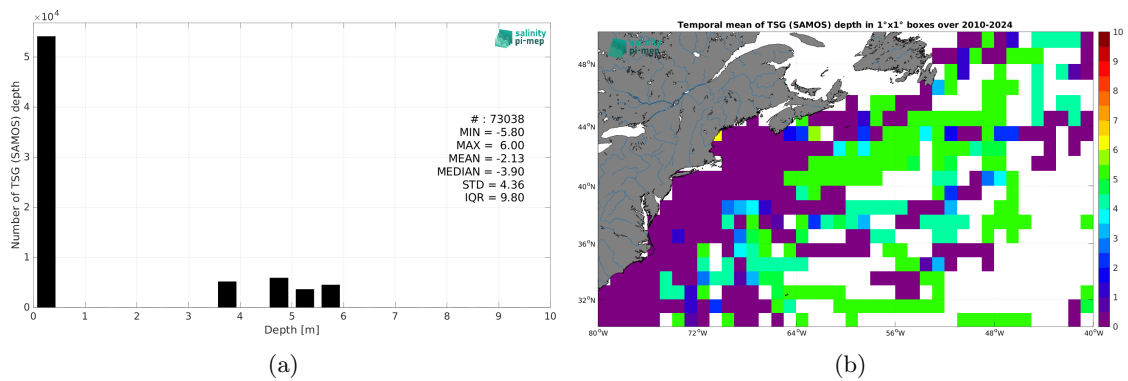 ×10⁴
5
4
3
2
1
0
Number of TSG (SAMOS) depth
salinity
pi-mep
# : 73038
MIN = -5.80
MAX = 6.00
MEAN = -2.13
MEDIAN = -3.90
STD = 4.36
IQR = 9.80
0 1 2 3 4 5 6 7 8 9 10
Depth [m]
(a)
Temporal mean of TSG (SAMOS) depth in 1°x1° boxes over 2010-2024
salinity
pi-mep
48°N
44°N
40°N
36°N
32°N
80°W 72°W 64°W 56°W 48°W 40°W
10
9
8
7
6
5
4
3
2
1
0
(b)